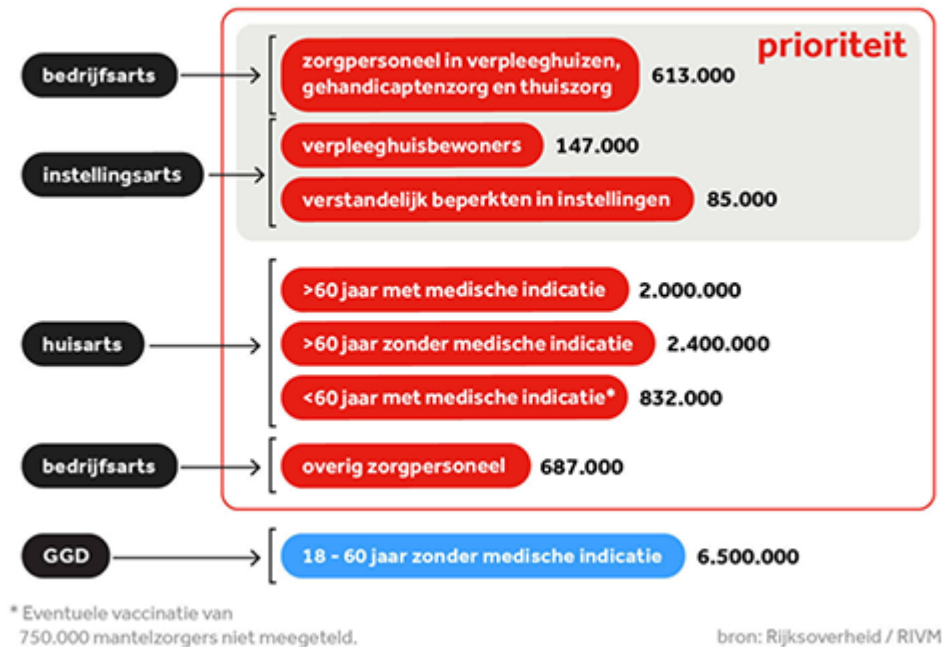 prioriteit
bedrijfsarts
zorgpersoneel in verpleeghuizen,
gehandicaptenzorg en thuiszorg
613.000
instellingsarts
verpleeghuisbewoners
147.000
verstandelijk beperkten in instellingen
85.000
huisarts
>60 jaar met medische indicatie
2.000.000
>60 jaar zonder medische indicatie
2.400.000
<60 jaar met medische indicatie*
832.000
bedrijfsarts
overig zorgpersoneel
687.000
GGD
18 - 60 jaar zonder medische indicatie
6.500.000
* Eventuele vaccinatie van
750.000 mantelzorgers niet meegeteld.
bron: Rijksoverheid / RIVM